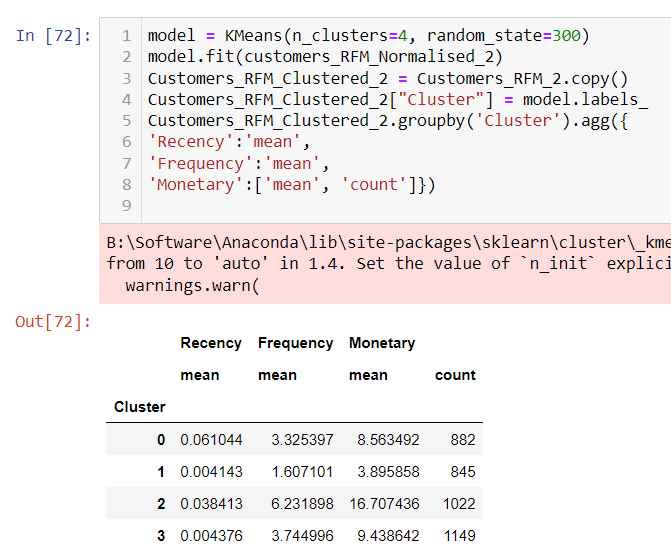 In [72]:
1 model = KMeans(n_clusters=4, random_state=300)
2 model.fit(customers_RFM_Normalised_2)
3 Customers_RFM_Clustered_2 = Customers_RFM_2.copy()
4 Customers_RFM_Clustered_2["Cluster"] = model.labels_
5 Customers_RFM_Clustered_2.groupby('Cluster').agg({
6 'Recency':'mean',
7 'Frequency':'mean',
8 'Monetary':['mean', 'count']})
9
B:\Software\Anaconda\lib\site-packages\sklearn\cluster\_kme
from 10 to 'auto' in 1.4. Set the value of `n_init` explici
warnings.warn(
Out[72]:
Recency Frequency Monetary
mean mean mean count
Cluster
0 0.061044 3.325397 8.563492 882
1 0.004143 1.607101 3.895858 845
2 0.038413 6.231898 16.707436 1022
3 0.004376 3.744996 9.438642 1149